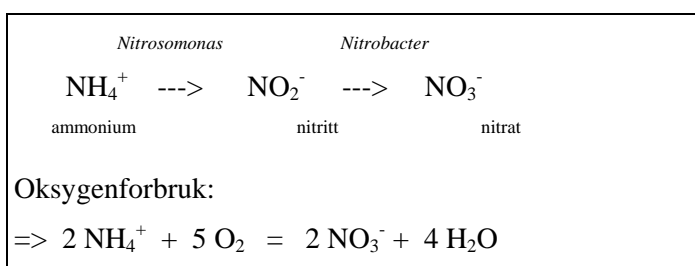 Nitrosomonas Nitrobacter
NH₄⁺ ---> NO₂⁻ ---> NO₃⁻
ammonium nitritt nitrat
Oksygenforbruk:
=> 2 NH₄⁺ + 5 O₂ = 2 NO₃⁻ + 4 H₂O